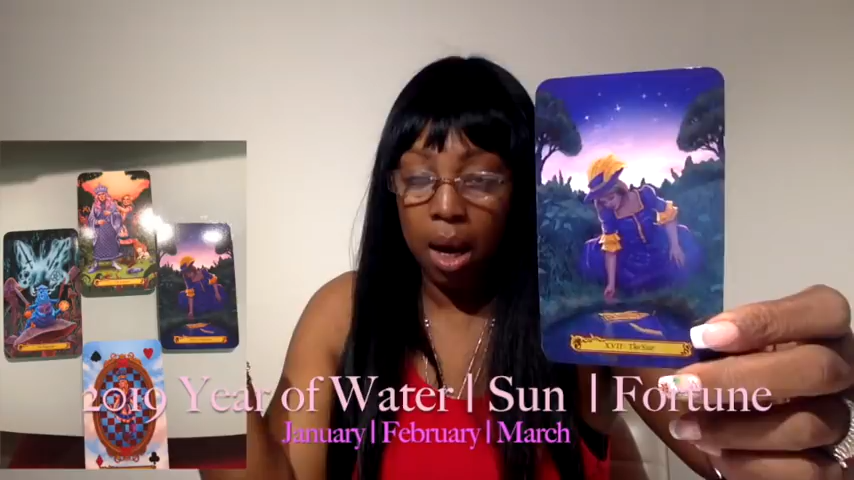 XVII - The Star
2019 Year of Water | Sun | Fortune
January | February | March